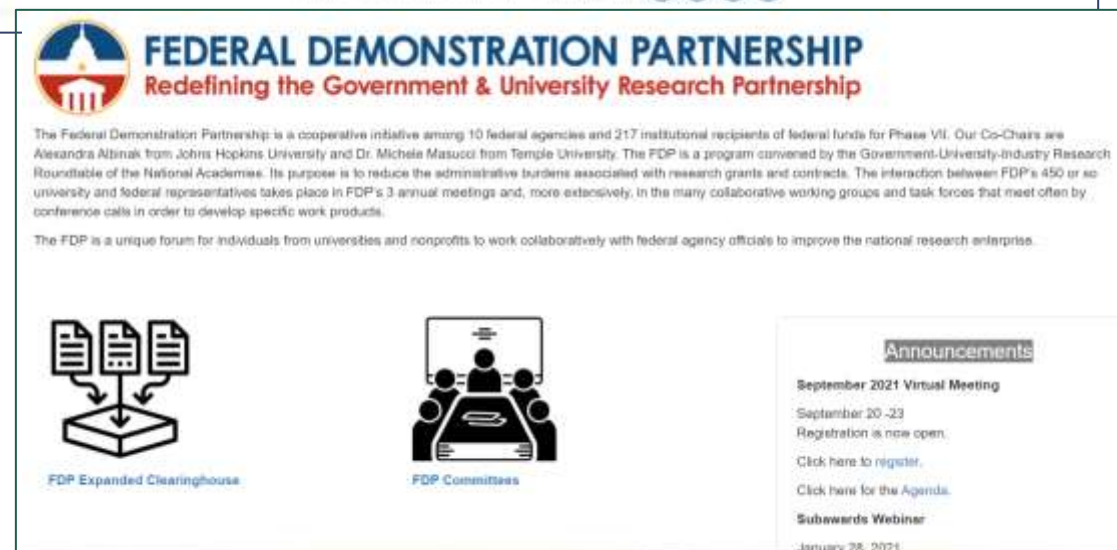 FEDERAL DEMONSTRATION PARTNERSHIP
Redefining the Government & University Research Partnership
The Federal Demonstration Partnership is a cooperative initiative among 10 federal agencies and 217 institutional recipients of federal funds for Phase VII. Our Co-Chairs are
Alexandra Albinak from Johns Hopkins University and Dr. Michele Masucci from Temple University. The FDP is a program convened by the Government-University-Industry Research
Roundtable of the National Academies. Its purpose is to reduce the administrative burdens associated with research grants and contracts. The interaction between FDP's 450 or so
university and federal representatives takes place in FDP's 3 annual meetings and, more extensively, in the many collaborative working groups and task forces that meet often by
conference calls in order to develop specific work products.
The FDP is a unique forum for individuals from universities and nonprofits to work collaboratively with federal agency officials to improve the national research enterprise.
FDP Expanded Clearinghouse
FDP Committees
Announcements
September 2021 Virtual Meeting
September 20 -23
Registration is now open.
Click here to register.
Click here for the Agenda.
Subawards Webinar
January 28, 2021